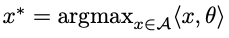 x* = argmax_{x∈𝒜}⟨x, θ⟩